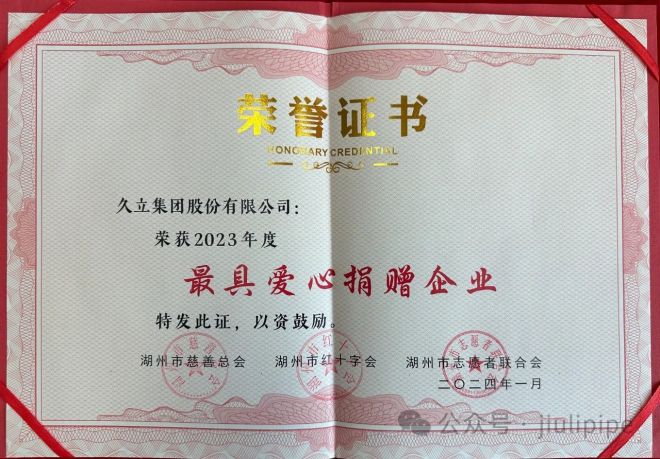 荣誉证书
HONORARY CREDENTIAL
久立集团股份有限公司：
荣获2023年度
最具爱心捐赠企业
特发此证，以资鼓励。
湖州市慈善总会 湖州市红十字会 湖州市志愿者联合会
二〇二四年一月
公众号 · jiulipipe